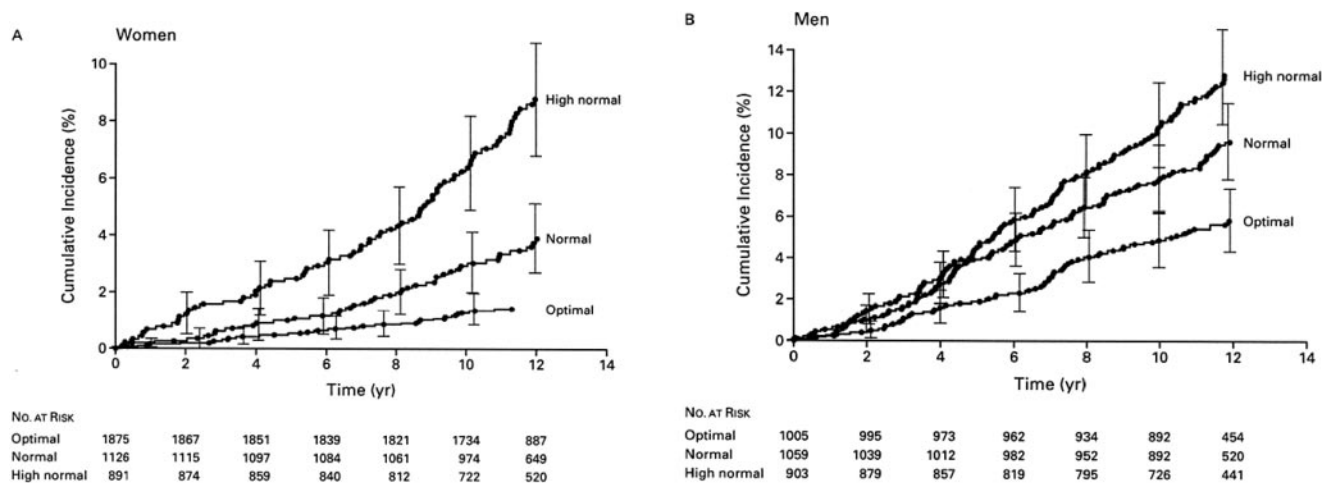 A
Women
Cumulative Incidence (%)
10
8
6
4
2
0
High normal
Normal
Optimal
0 2 4 6 8 10 12 14
Time (yr)
NO. AT RISK
Optimal 1875 1867 1851 1839 1821 1734 887
Normal 1126 1115 1097 1084 1061 974 649
High normal 891 874 859 840 812 722 520
B
Men
Cumulative Incidence (%)
14
12
10
8
6
4
2
0
High normal
Normal
Optimal
0 2 4 6 8 10 12 14
Time (yr)
NO. AT RISK
Optimal 1005 995 973 962 934 892 454
Normal 1059 1039 1012 982 952 892 520
High normal 903 879 857 819 795 726 441